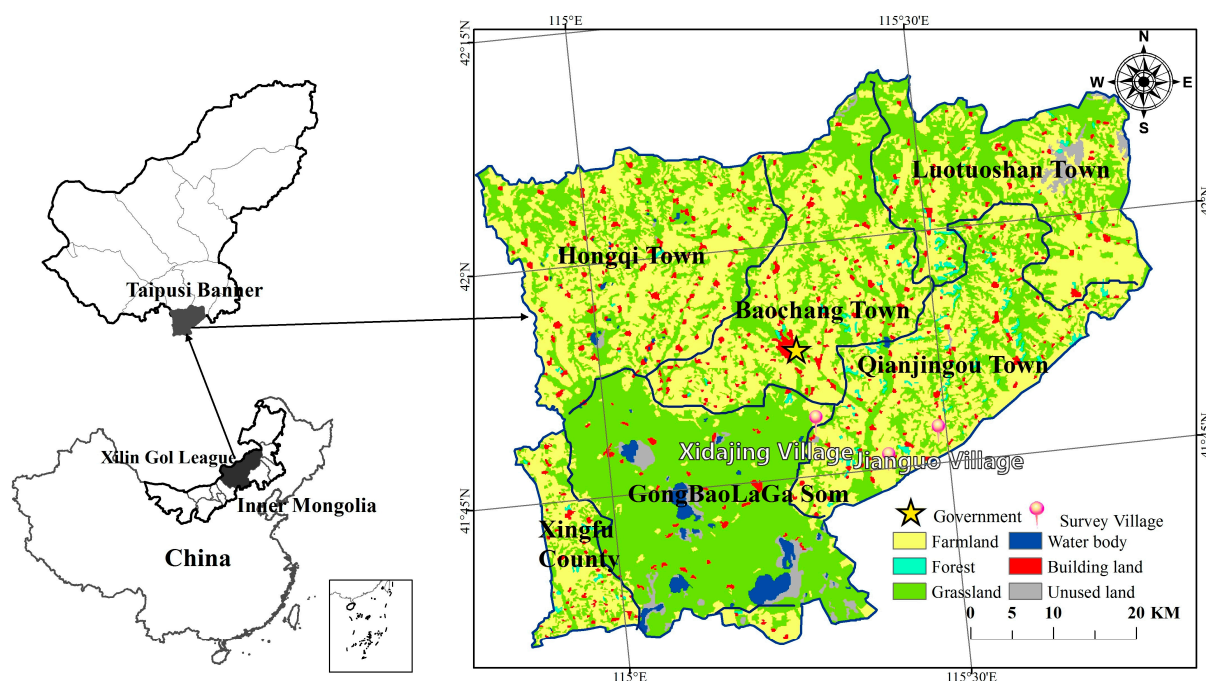 Taipusi Banner
Xilin Gol League
Inner Mongolia
China
115°E
115°30'E
42°15'N
N
W
E
S
Luotuoshan Town
42°N
42°N
Hongqi Town
Baochang Town
Qianjingou Town
Xidajing Village
Jianguo Village
41°45'N
41°45'N
GongBaoLaGa Som
Xingfu
County
Government
Survey Village
Farmland
Water body
Forest
Building land
Grassland
Unused land
0 5 10 20 KM
115°E
115°30'E